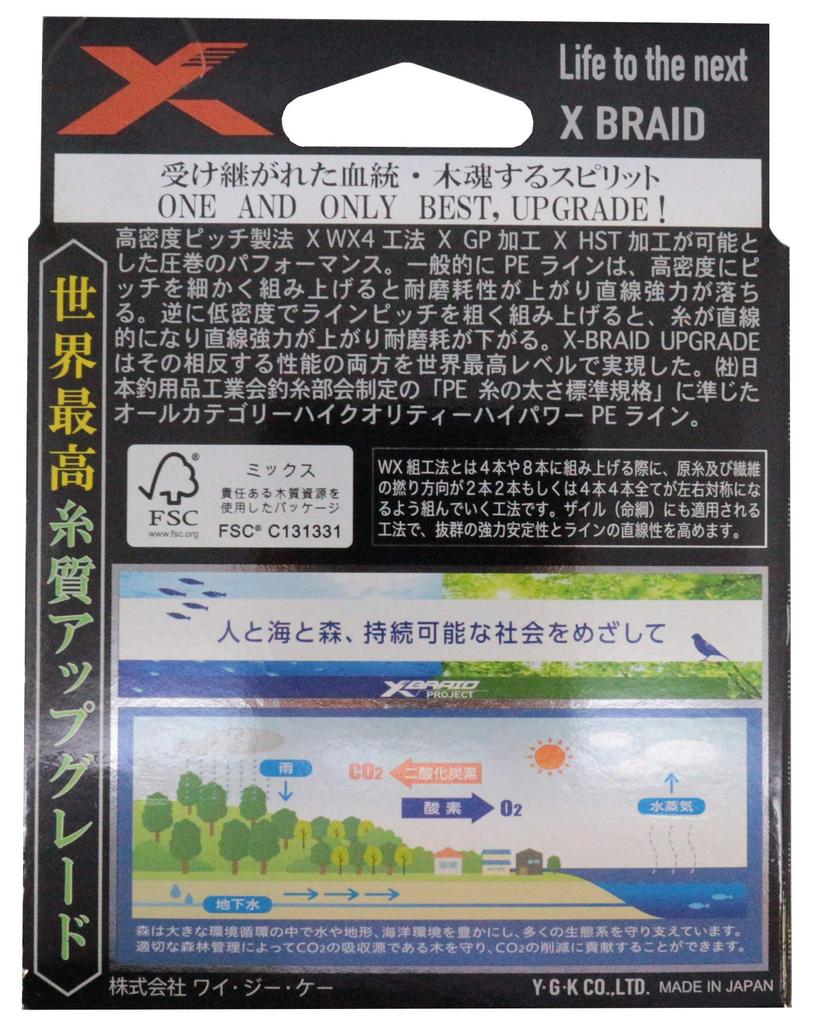 Life to the next
X BRAID
受け継がれた血統・木魂するスピリット
ONE AND ONLY BEST, UPGRADE!
世界最高糸質アップグレード
高密度ピッチ製法 X WX4 工法 X GP 加工 X HST 加工が可能と
した圧巻のパフォーマンス。一般的に PE ラインは、高密度にピ
ッチを細かく組み上げると耐磨耗性が上がり直線強力が落ち
る。逆に低密度でラインピッチを粗く組み上げると、糸が直線
的になり直線強力が上がり耐磨耗が下がる。X-BRAID UPGRADE
はその相反する性能の両方を世界最高レベルで実現した。㈳日
本釣用品工業会釣糸部会制定の「PE 糸の太さ標準規格」に準じた
オールカテゴリーハイクオリティーハイパワー PE ライン。
FSC®
www.fsc.org
ミックス
責任ある木質資源を
使用したパッケージ
FSC® C131331
WX 組工法とは４本や８本に組み上げる際に、原糸及び繊維
の撚り方向が２本２本もしくは４本４本全てが左右対称にな
るよう組んでいく工法です。ザイル（命綱）にも適用される
工法で、抜群の強力安定性とラインの直線性を高めます。
人と海と森、持続可能な社会をめざして
X BRAID
PROJECT
雨
CO₂ 二酸化炭素
酸素 O₂
水蒸気
地下水
森は大きな環境循環の中で水や地形、海洋環境を豊かにし、多くの生態系を守り支えています。
適切な森林管理によってCO₂の吸収源である木を守り、CO₂の削減に貢献することができます。
株式会社 ワイ・ジー・ケー
Y·G·K CO.,LTD. MADE IN JAPAN